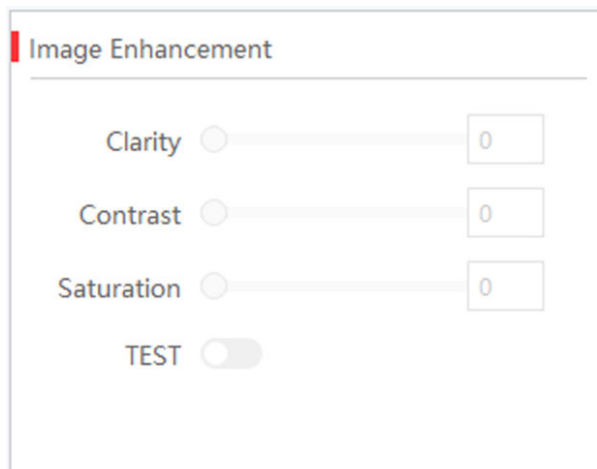 Image Enhancement
Clarity 0
Contrast 0
Saturation 0
TEST